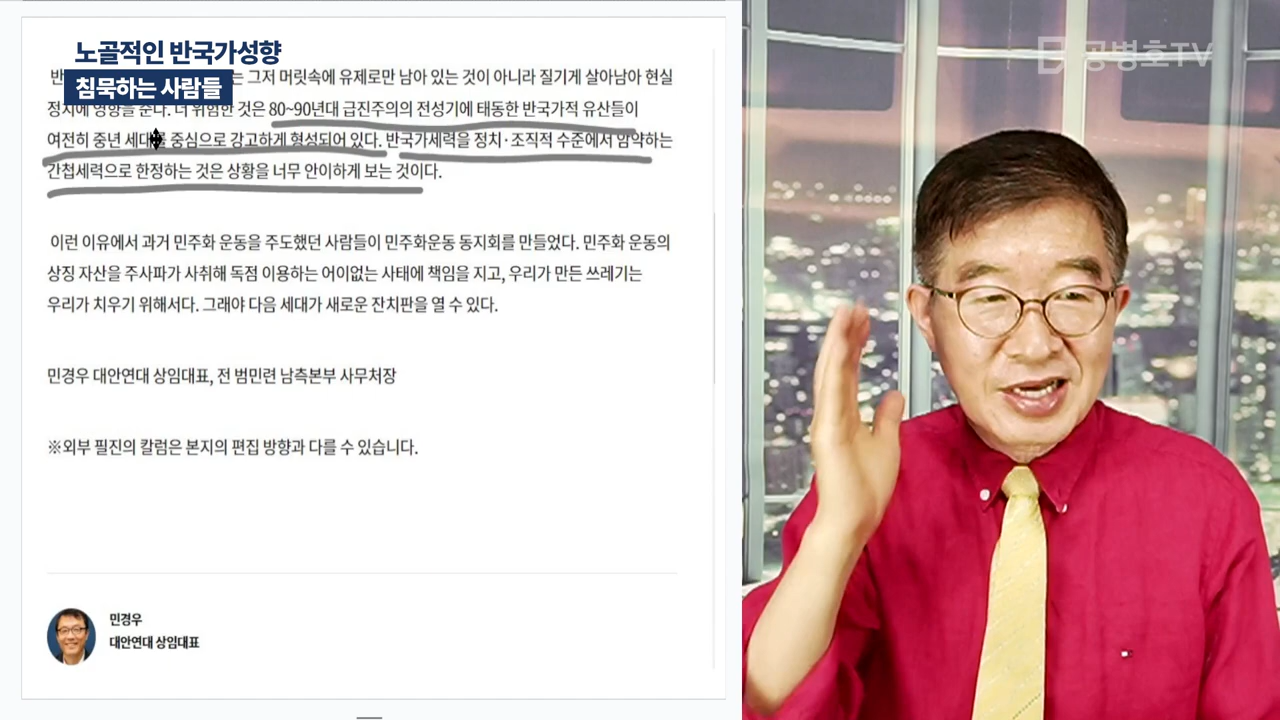 노골적인 반국가성향
침묵하는 사람들
공병호TV
반 는 그저 머릿속에 유제로만 남아 있는 것이 아니라 질기게 살아남아 현실
정치에 영향을 준다. 더 위험한 것은 80~90년대 급진주의의 전성기에 태동한 반국가적 유산들이
여전히 중년 세대를 중심으로 강고하게 형성되어 있다. 반국가세력을 정치·조직적 수준에서 암약하는
간첩세력으로 한정하는 것은 상황을 너무 안이하게 보는 것이다.
이런 이유에서 과거 민주화 운동을 주도했던 사람들이 민주화운동 동지회를 만들었다. 민주화 운동의
상징 자산을 주사파가 사취해 독점 이용하는 어이없는 사태에 책임을 지고, 우리가 만든 쓰레기는
우리가 치우기 위해서다. 그래야 다음 세대가 새로운 잔치판을 열 수 있다.
민경우 대안연대 상임대표, 전 범민련 남측본부 사무처장
※외부 필진의 칼럼은 본지의 편집 방향과 다를 수 있습니다.
민경우
대안연대 상임대표